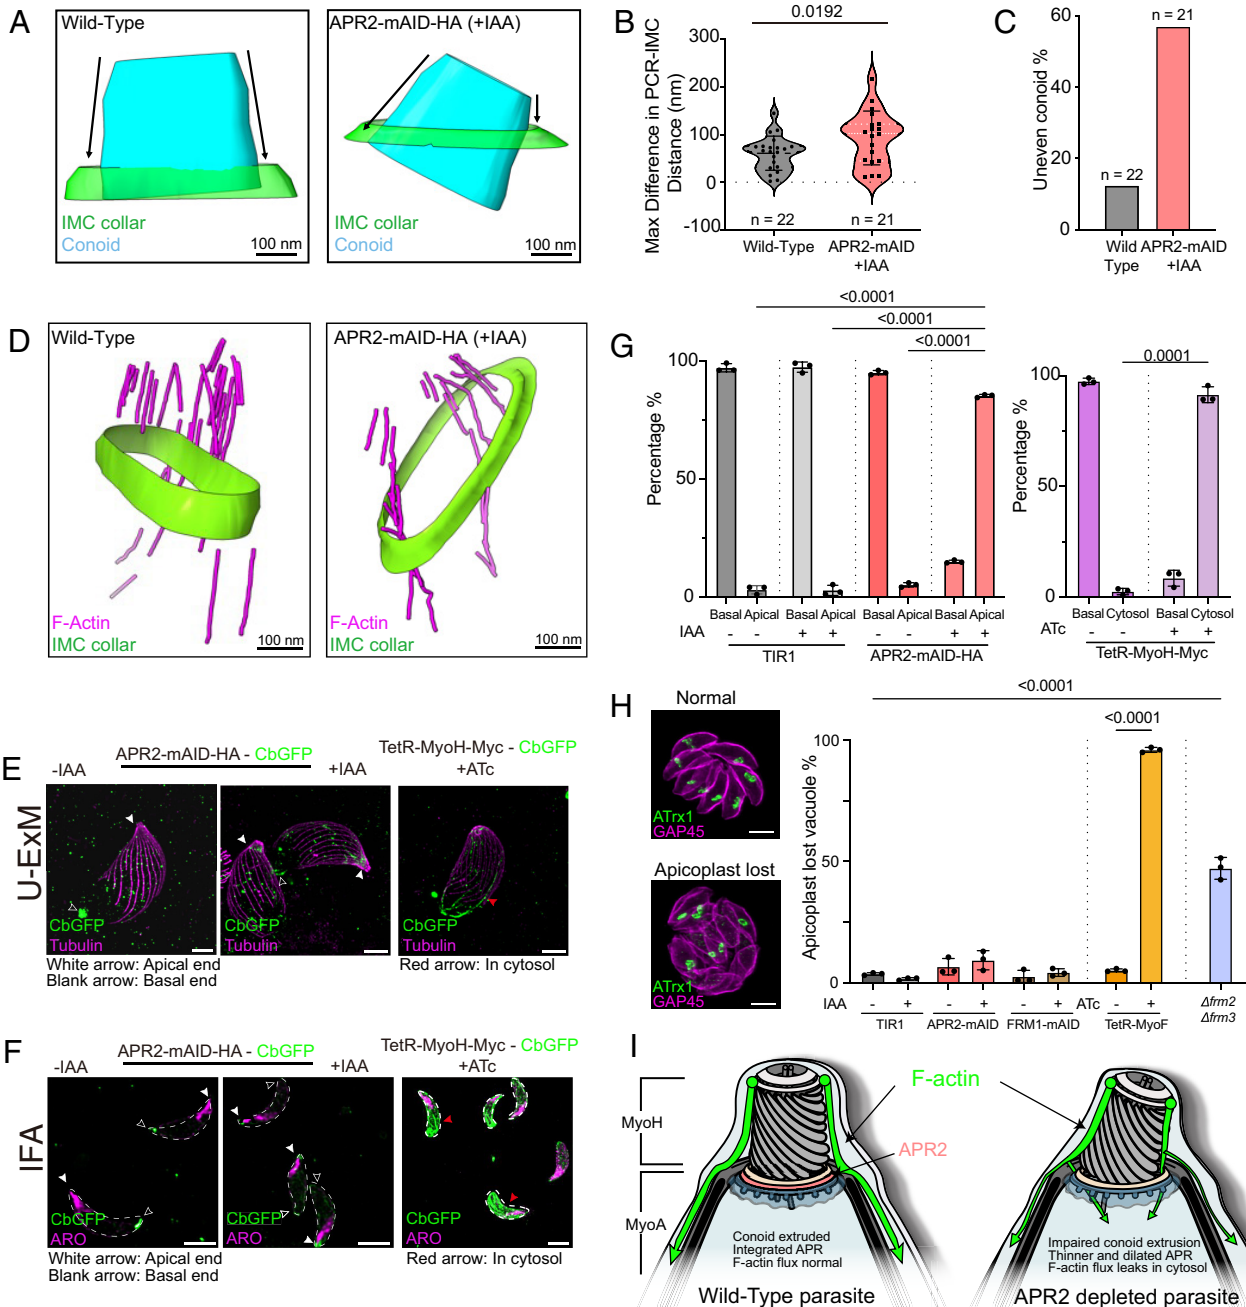 A
Wild-Type
IMC collar
Conoid
100 nm
APR2-mAID-HA (+IAA)
IMC collar
Conoid
100 nm
B
0.0192
Max Difference in PCR-IMC
Distance (nm)
300
200
100
0
-100
n = 22
n = 21
Wild-Type
APR2-mAID
+IAA
C
Uneven conoid %
60
40
20
0
n = 22
n = 21
Wild
Type
APR2-mAID
+IAA
D
Wild-Type
F-Actin
IMC collar
100 nm
APR2-mAID-HA (+IAA)
F-Actin
IMC collar
100 nm
G
<0.0001
<0.0001
<0.0001
Percentage %
100
50
0
Basal Apical Basal Apical Basal Apical Basal Apical
IAA - - + + - - + +
TIR1
APR2-mAID-HA
0.0001
Percentage %
100
50
0
Basal Cytosol Basal Cytosol
ATc - - + +
TetR-MyoH-Myc
E
U-ExM
APR2-mAID-HA - CbGFP
-IAA
+IAA
TetR-MyoH-Myc - CbGFP
+ATc
CbGFP
Tubulin
CbGFP
Tubulin
CbGFP
Tubulin
White arrow: Apical end
Blank arrow: Basal end
Red arrow: In cytosol
F
IFA
APR2-mAID-HA - CbGFP
-IAA
+IAA
TetR-MyoH-Myc - CbGFP
+ATc
CbGFP
ARO
CbGFP
ARO
CbGFP
ARO
White arrow: Apical end
Blank arrow: Basal end
Red arrow: In cytosol
H
Normal
ATrx1
GAP45
Apicoplast lost
ATrx1
GAP45
<0.0001
<0.0001
Apicoplast lost vacuole %
100
50
0
IAA - + - + - + ATc - +
TIR1
APR2-mAID
FRM1-mAID
TetR-MyoF
Δfrm2
Δfrm3
I
MyoH
MyoA
F-actin
APR2
Conoid extruded
Integrated APR
F-actin flux normal
Wild-Type parasite
Impaired conoid extrusion
Thinner and dilated APR
F-actin flux leaks in cytosol
APR2 depleted parasite